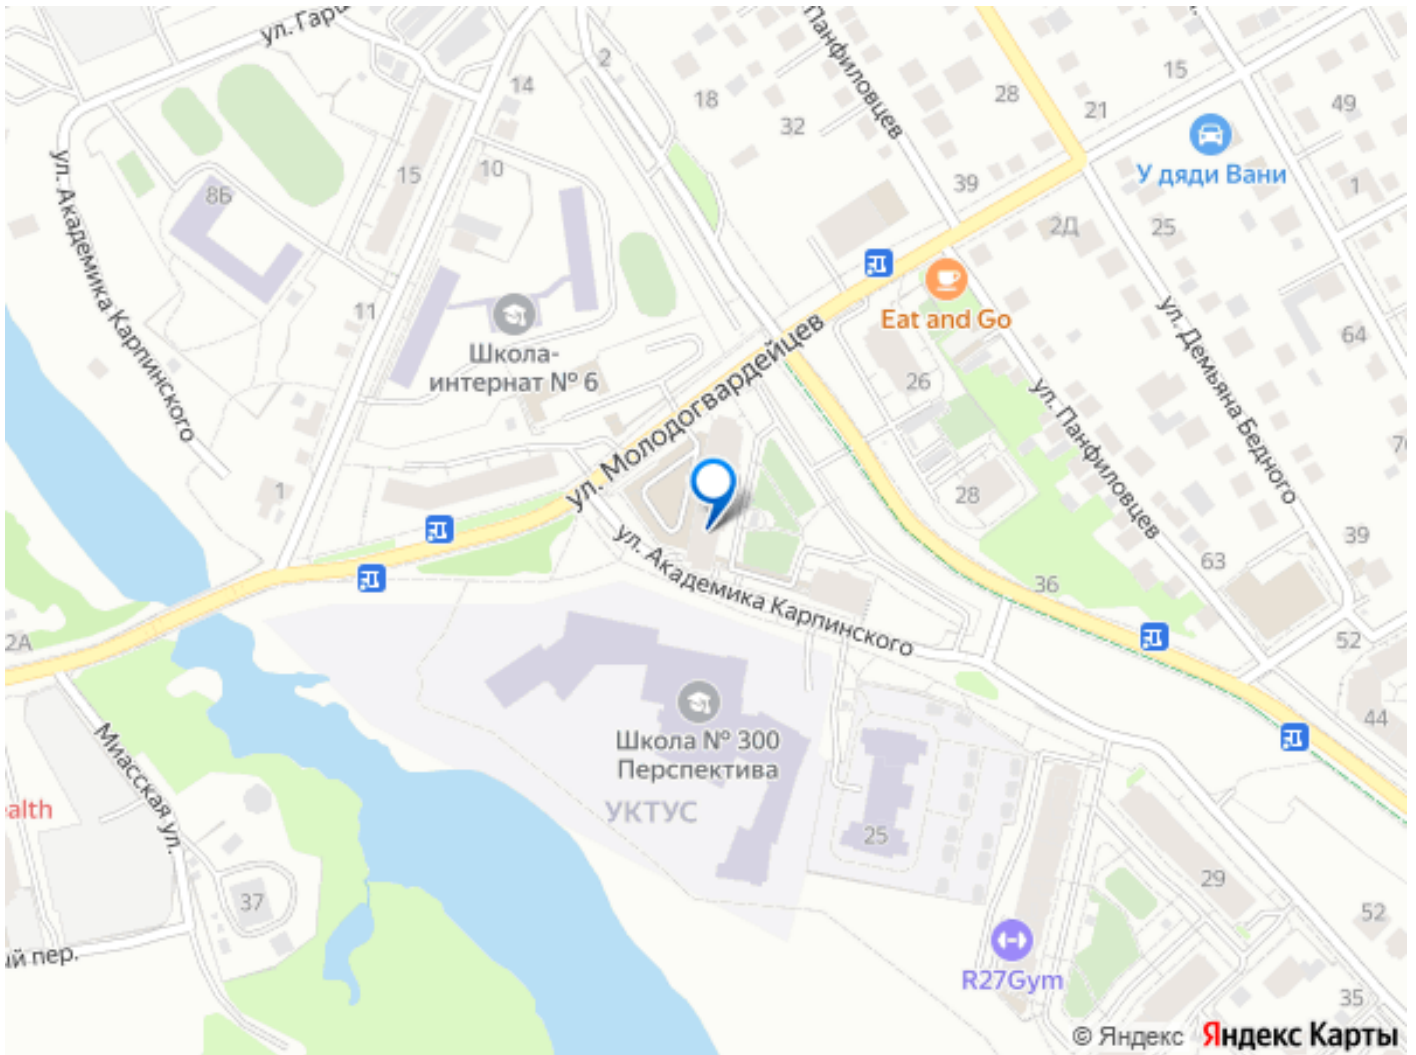 ул. Гарш
Панфиловцев
2
14
18
32
28
15
21
49
У дяди Вани
1
ул. Академика Карпинского
8Б
15
10
39
2Д
25
11
Eat and Go
64
Школа-
интернат № 6
ул. Молодогвардейцев
26
ул. Панфиловцев
ул. Демьяна Бедного
1
28
ул. Академика Карпинского
39
63
36
52
2А
44
Миасская ул.
Школа № 300
Перспектива
УКТУС
ealth
25
29
37
52
ий пер.
R27Gym
35
© Яндекс Яндекс Карты